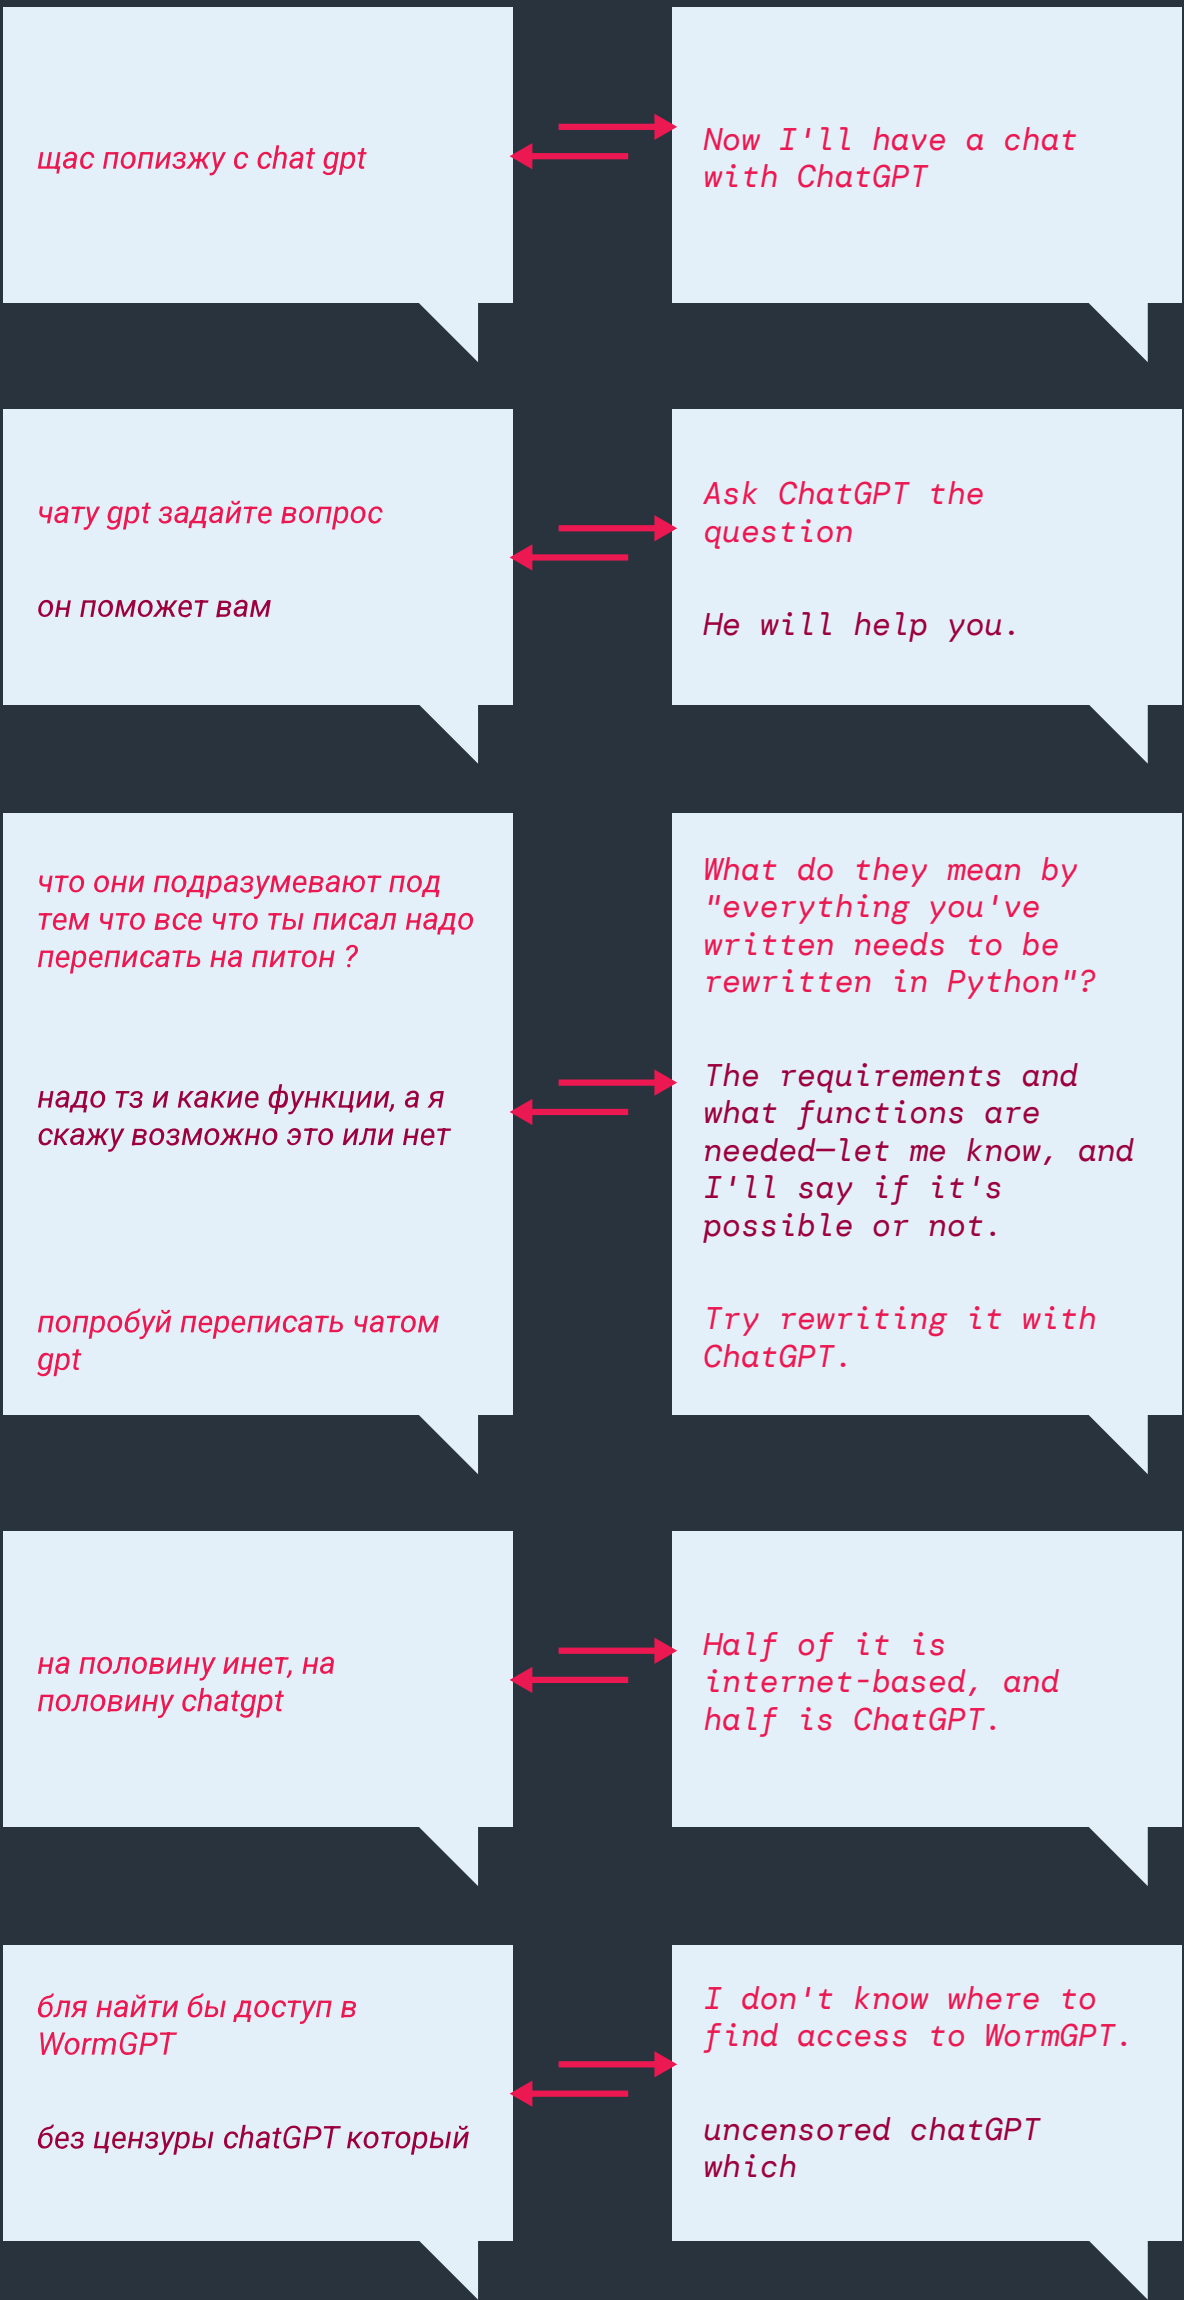 щас попизжу с chat gpt
Now I'll have a chat
with ChatGPT
чату gpt задайте вопрос
он поможет вам
Ask ChatGPT the
question
He will help you.
что они подразумевают под
тем что все что ты писал надо
переписать на питон ?
надо тз и какие функции, а я
скажу возможно это или нет
попробуй переписать чатом
gpt
What do they mean by
"everything you've
written needs to be
rewritten in Python"?
The requirements and
what functions are
needed—let me know, and
I'll say if it's
possible or not.
Try rewriting it with
ChatGPT.
на половину инет, на
половину chatgpt
Half of it is
internet-based, and
half is ChatGPT.
бля найти бы доступ в
WormGPT
без цензуры chatGPT который
I don't know where to
find access to WormGPT.
uncensored chatGPT
which